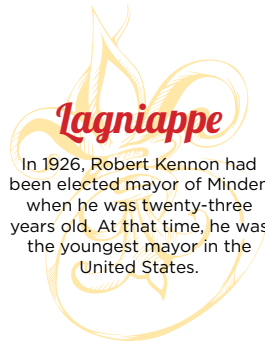 Lagniappe
In 1926, Robert Kennon had
been elected mayor of Minden
when he was twenty-three
years old. At that time, he was
the youngest mayor in the
United States.